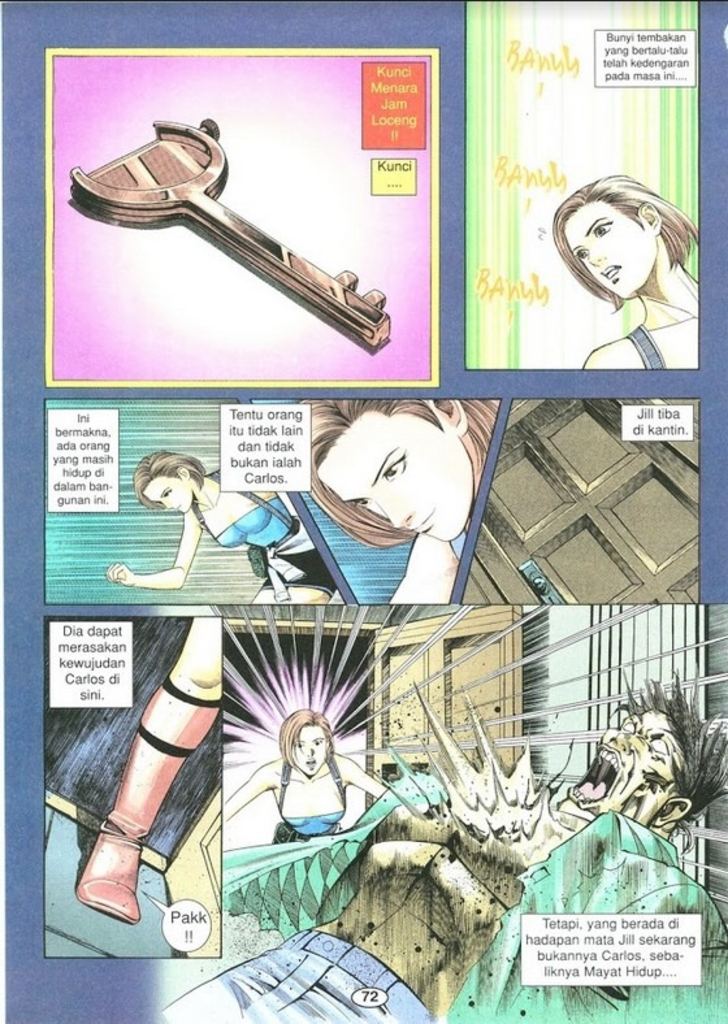 Kunci
Menara
Jam
Loceng
!!
Kunci
....
Bunyi tembakan
yang bertalu-talu
telah kedengaran
pada masa ini....
BANGG
!
BANGG
!
BANGG
!
Ini
bermakna,
ada orang
yang masih
hidup di
dalam ban-
gunan ini.
Tentu orang
itu tidak lain
dan tidak
bukan ialah
Carlos.
Jill tiba
di kantin.
Dia dapat
merasakan
kewujudan
Carlos di
sini.
Pakk
!!
Tetapi, yang berada di
hadapan mata Jill sekarang
bukannya Carlos, seba-
liknya Mayat Hidup....
72